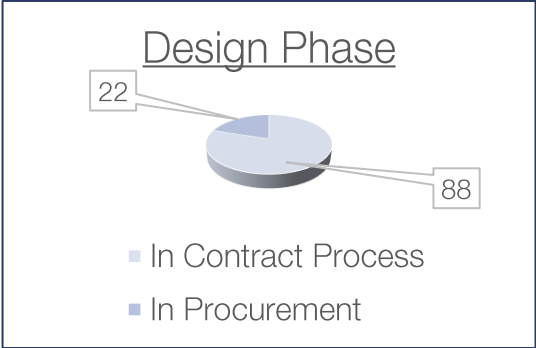 Design Phase
22
88
In Contract Process
In Procurement